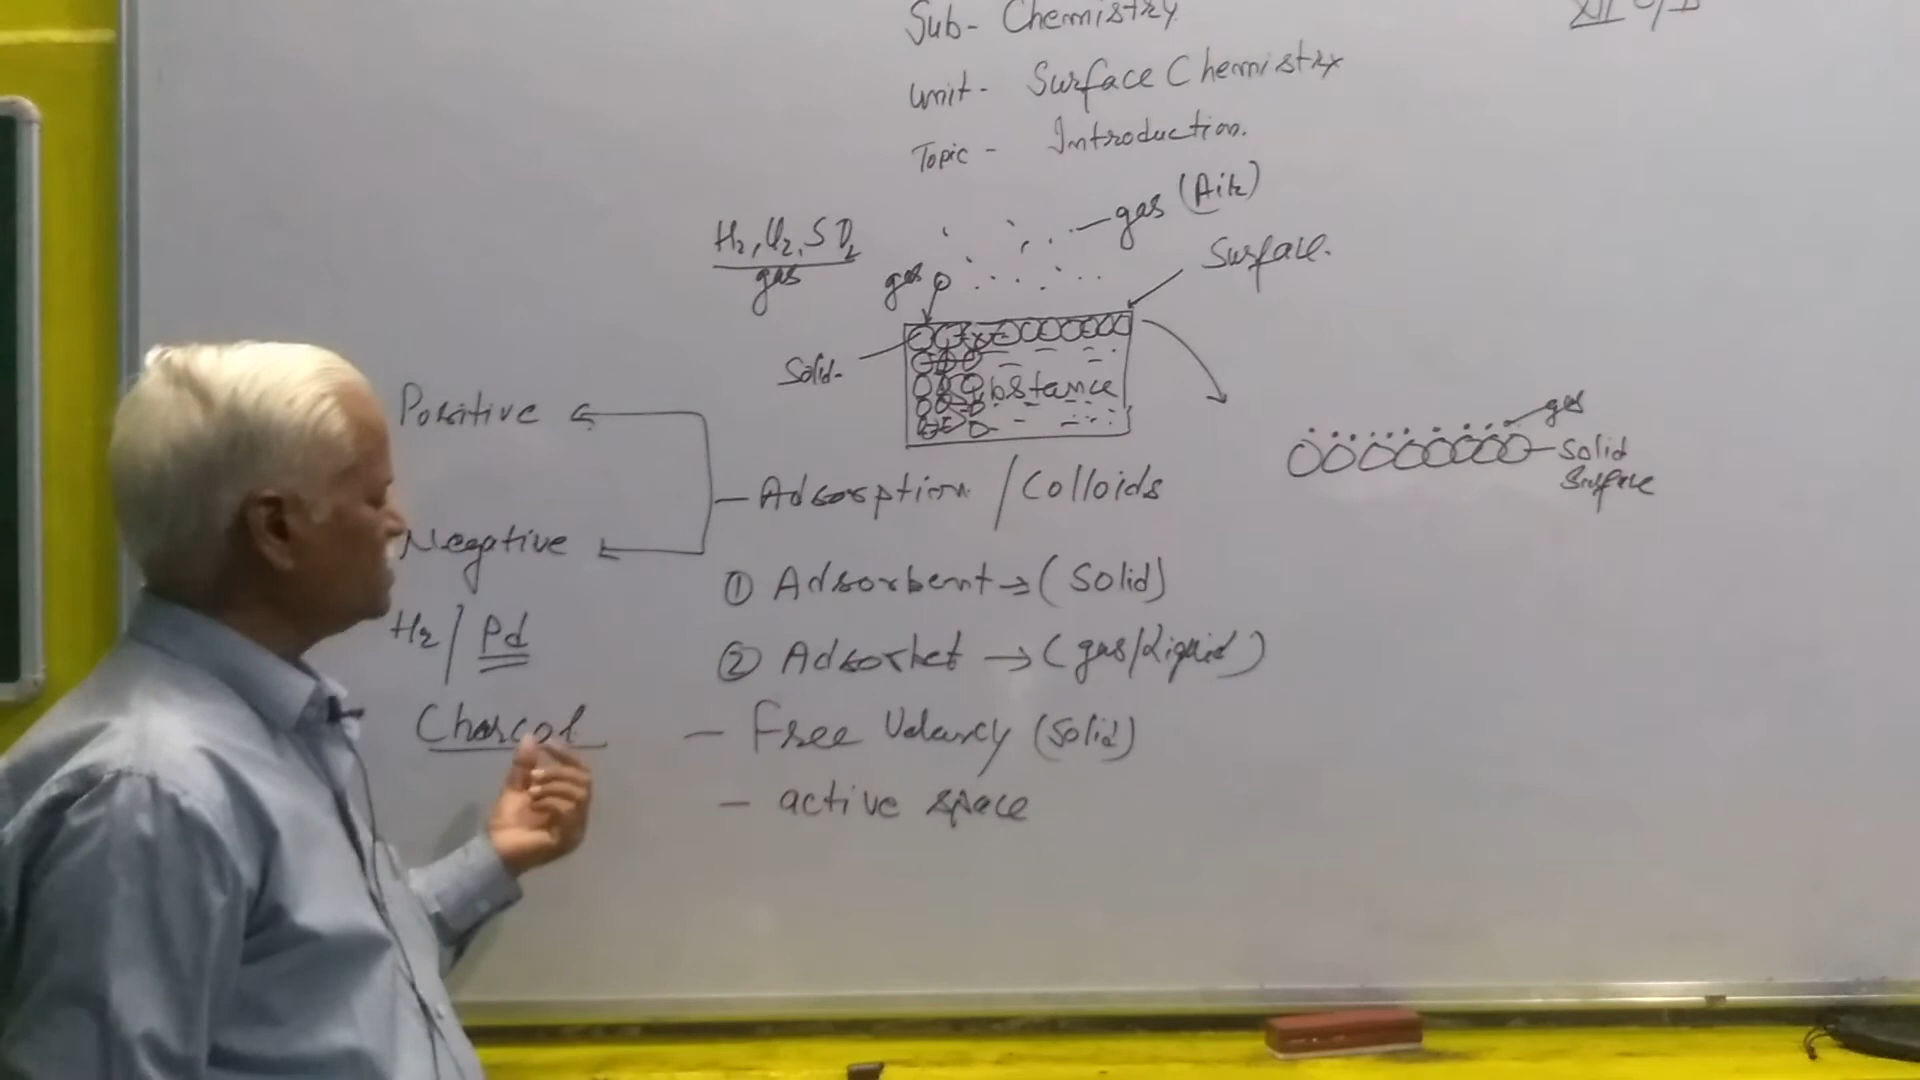 Sub- Chemistry
Unit- Surface Chemistry
Topic - Introduction.
gas (Air)
H2, Cl2, SO2
gas
gas
Surface.
Solid-
Substance
gas
Solid
Surface
Positive
Adsorption / Colloids
Negative
① Adsorbent → (Solid)
H2 / Pd
② Adsorbet → (gas/Liquid)
Charcol
- Free Valency (Solid)
- active space